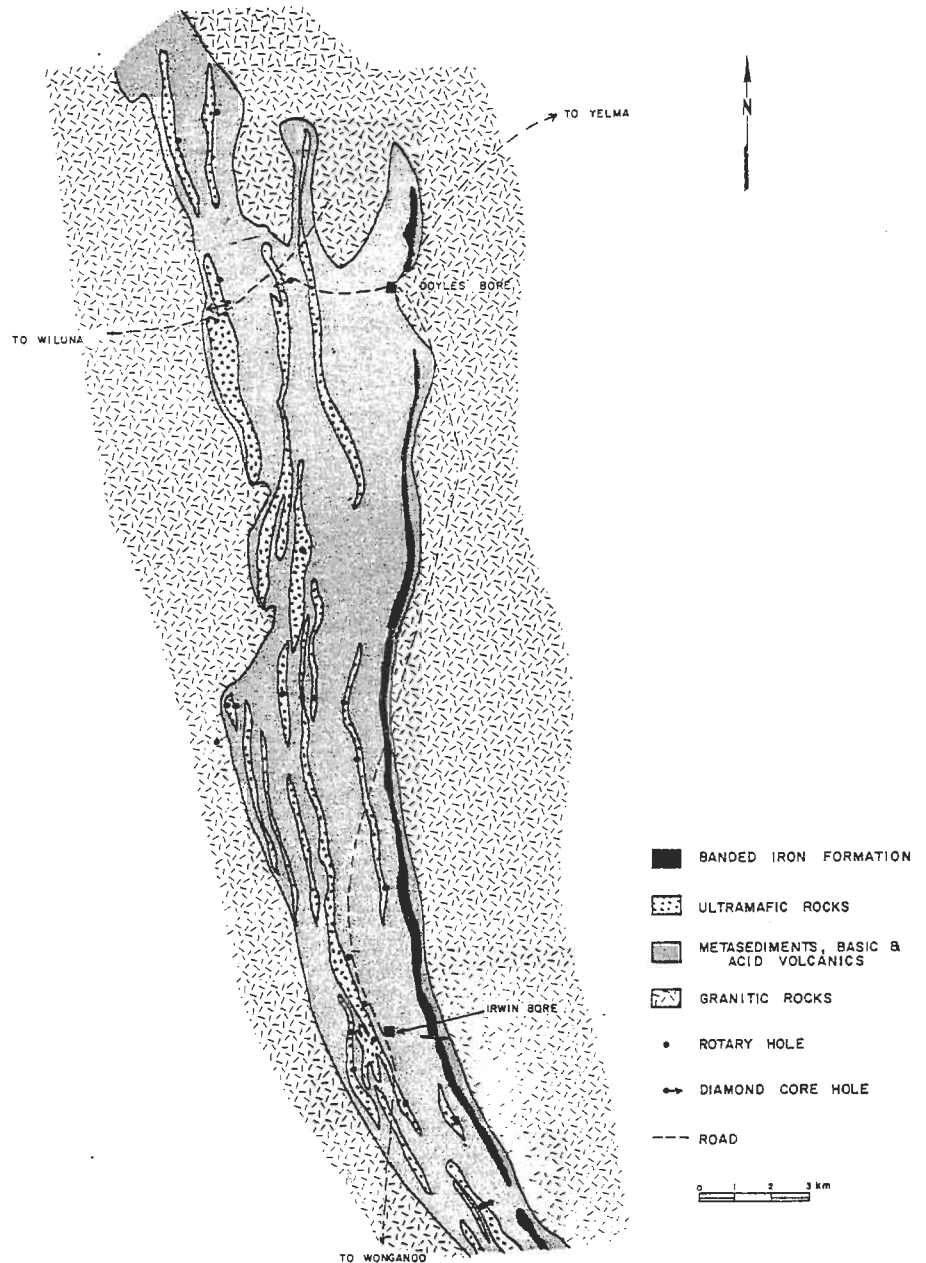 N
TO YELMA
DOYLES BORE
TO WILUNA
BANDED IRON FORMATION
ULTRAMAFIC ROCKS
METASEDIMENTS, BASIC &
ACID VOLCANICS
GRANITIC ROCKS
IRWIN BORE
ROTARY HOLE
DIAMOND CORE HOLE
ROAD
0 1 2 3 km
TO WONGANOO